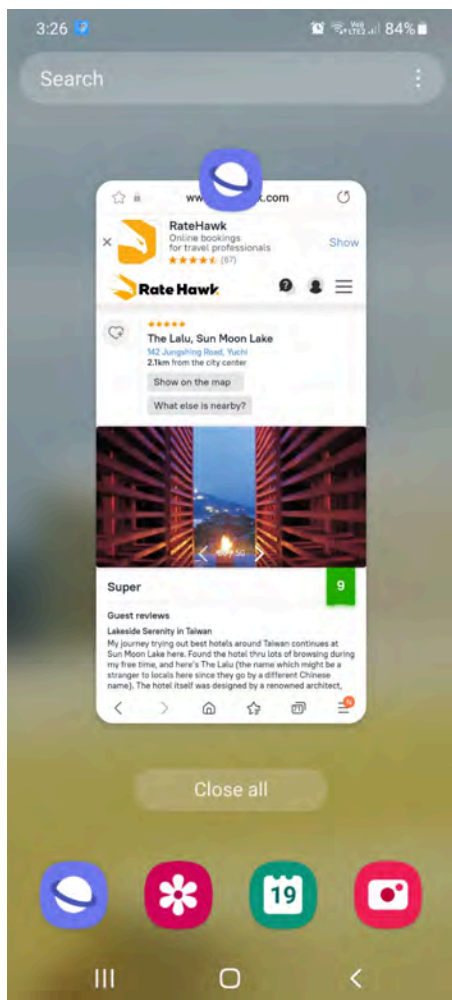 3:26
84%
Search
RateHawk
Online bookings
for travel professionals
(57)
Show
Rate Hawk
The Lalu, Sun Moon Lake
142 Jungshing Road, Yuchi
2.1km from the city center
Show on the map
What else is nearby?
Super
9
Guest reviews
Lakeside Serenity in Taiwan
My journey trying out best hotels around Taiwan continues at
Sun Moon Lake here. Found the hotel thru lots of browsing during
my free time, and here's The Lalu (the name which might be a
stranger to locals here since they go by a different Chinese
name). The hotel itself was designed by a renowned architect,
Close all
19